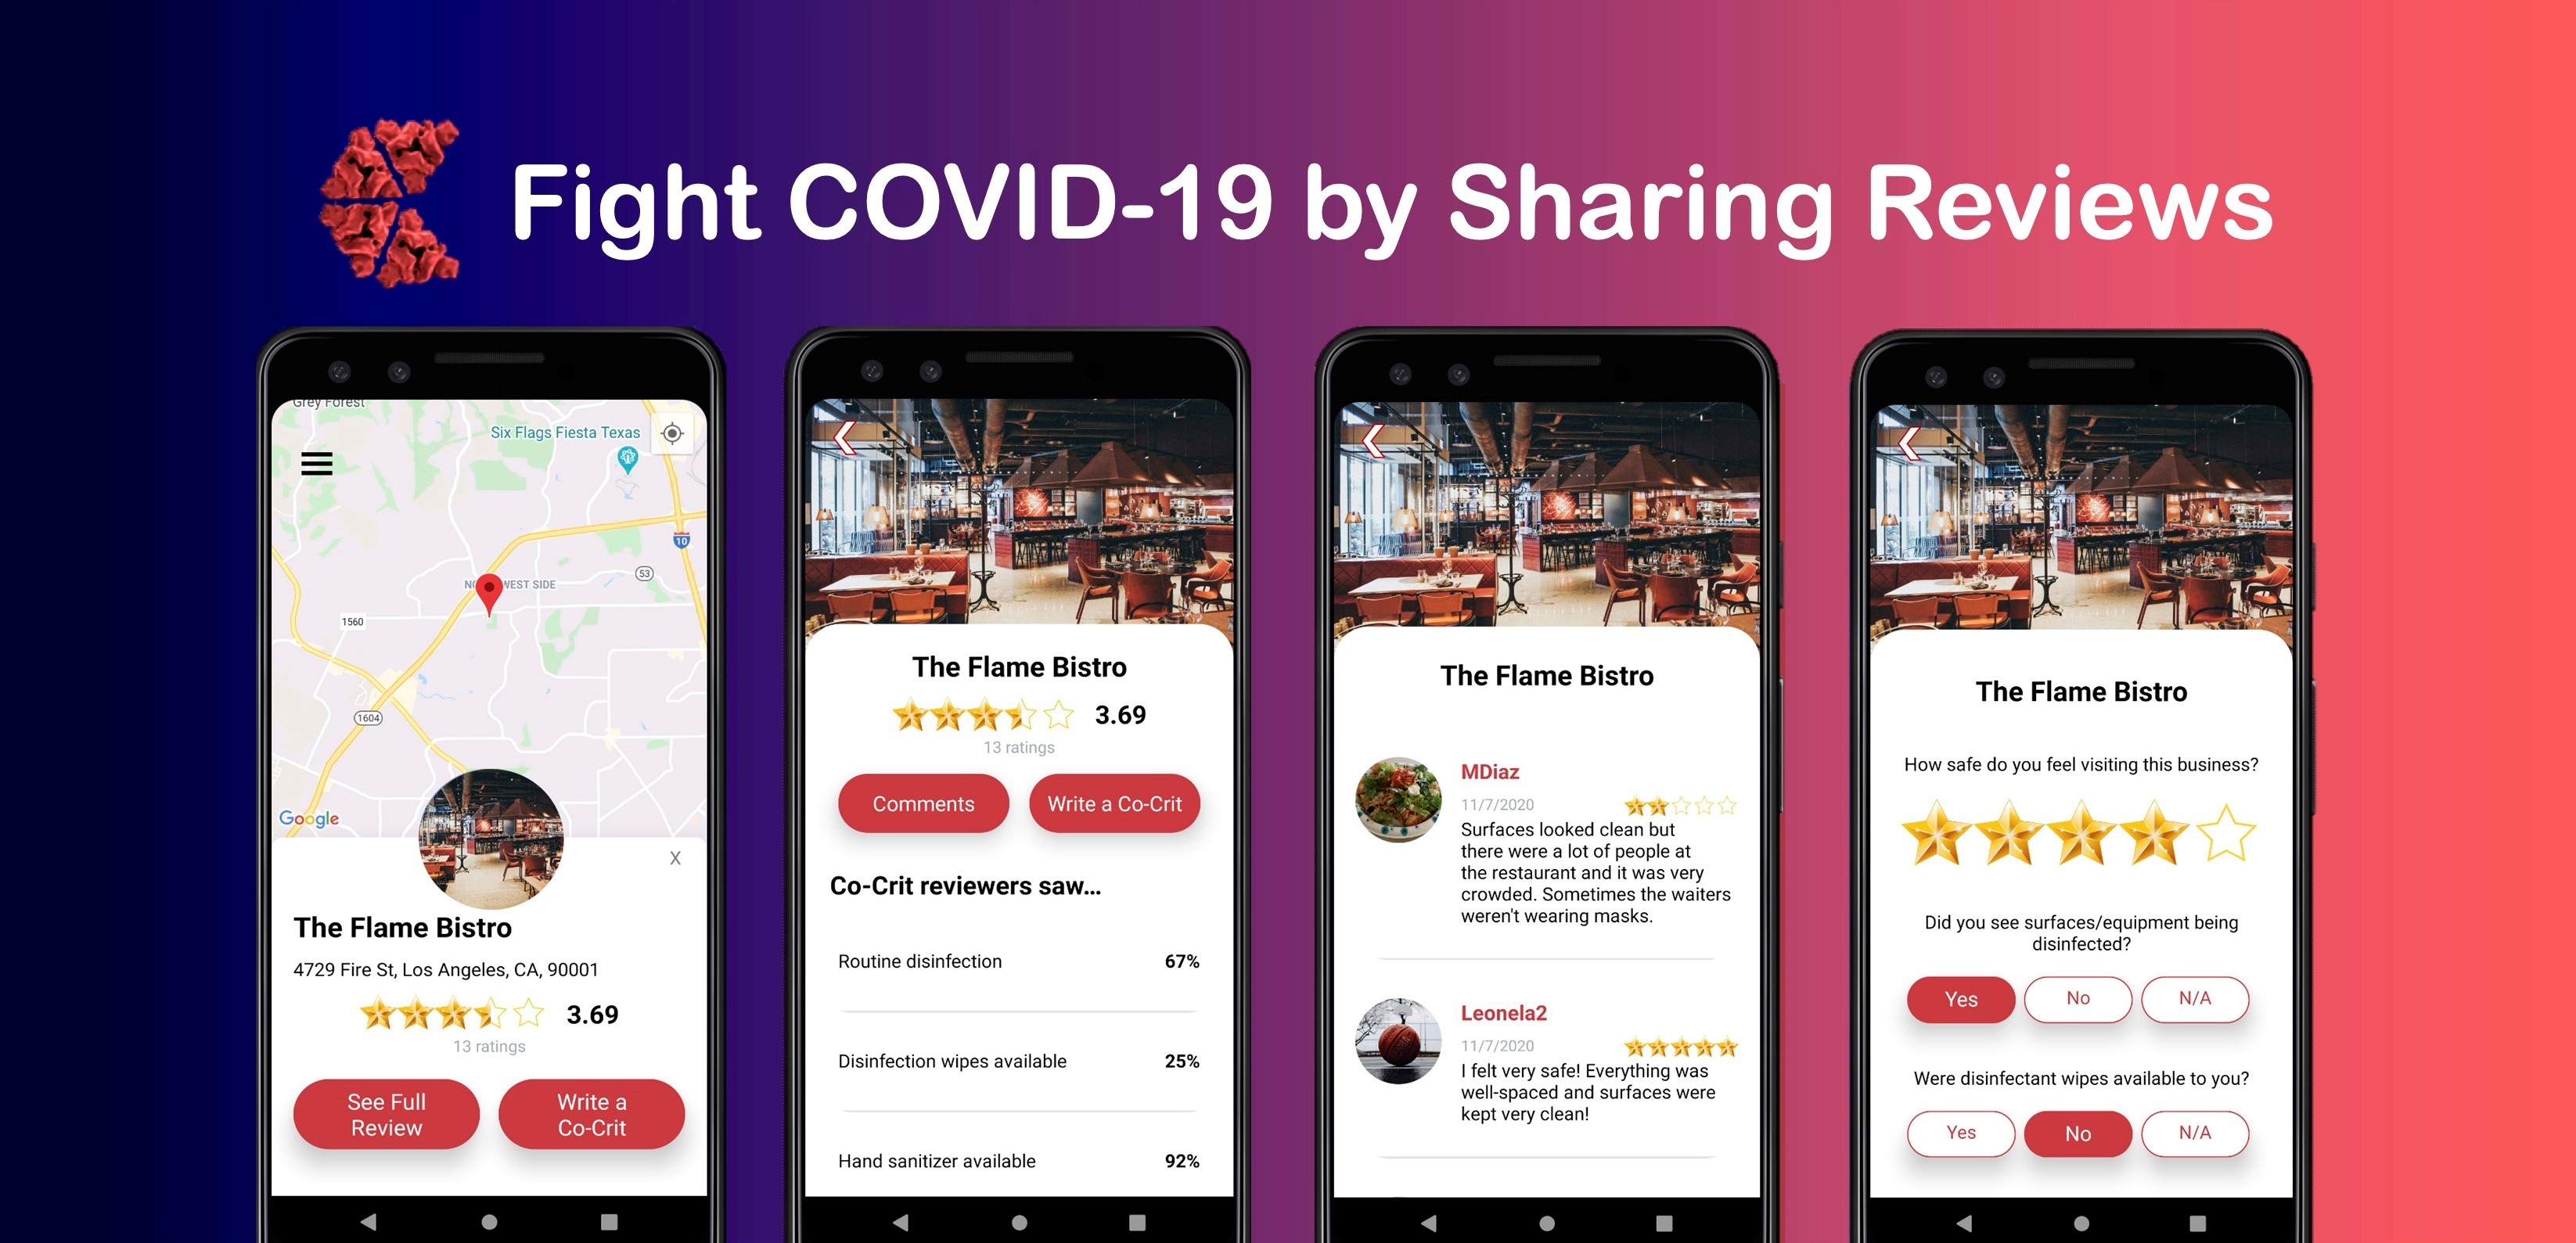 Fight COVID-19 by Sharing Reviews
Grey Forest
Six Flags Fiesta Texas
10
53
WEST SIDE
1560
1604
Google
X
The Flame Bistro
4729 Fire St, Los Angeles, CA, 90001
3.69
13 ratings
See Full
Review
Write a
Co-Crit
The Flame Bistro
3.69
13 ratings
Comments
Write a Co-Crit
Co-Crit reviewers saw...
Routine disinfection 67%
Disinfection wipes available 25%
Hand sanitizer available 92%
The Flame Bistro
MDiaz
11/7/2020
Surfaces looked clean but
there were a lot of people at
the restaurant and it was very
crowded. Sometimes the waiters
weren't wearing masks.
Leonela2
11/7/2020
I felt very safe! Everything was
well-spaced and surfaces were
kept very clean!
The Flame Bistro
How safe do you feel visiting this business?
Did you see surfaces/equipment being
disinfected?
Yes No N/A
Were disinfectant wipes available to you?
Yes No N/A